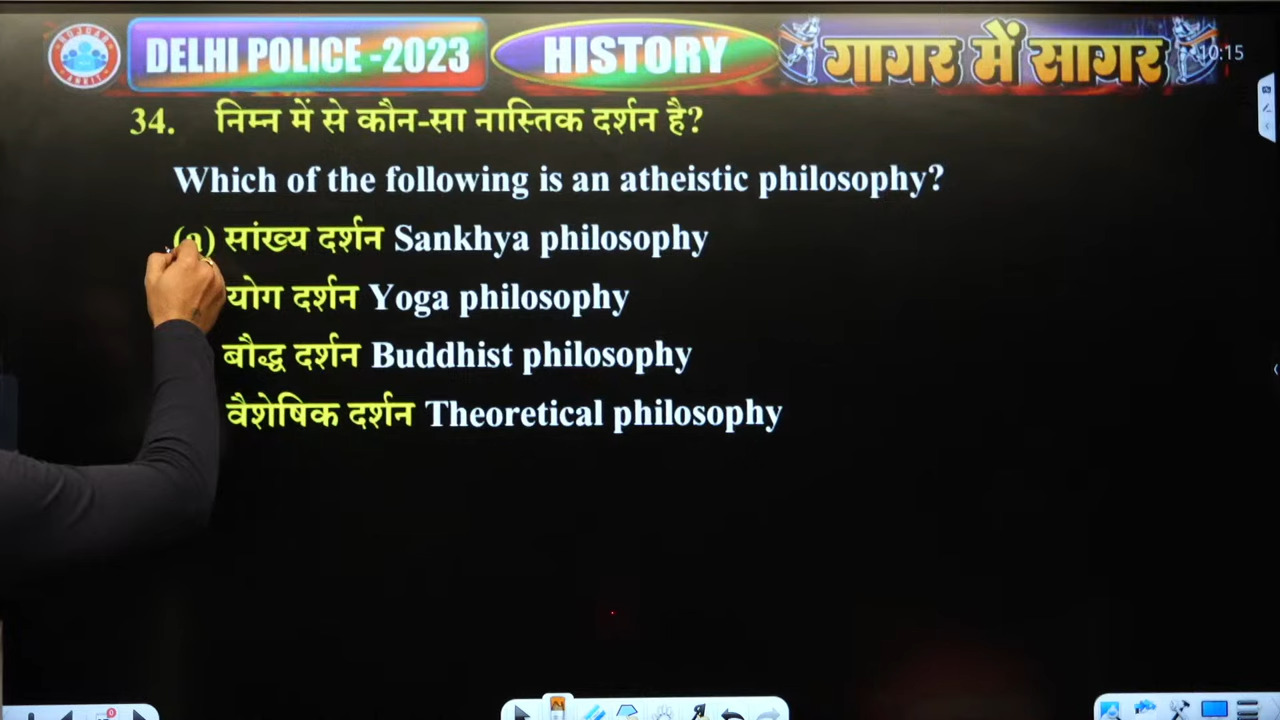 DELHI POLICE -2023 HISTORY गागर में सागर 10:15
34. निम्न में से कौन-सा नास्तिक दर्शन है?
Which of the following is an atheistic philosophy?
(a) सांख्य दर्शन Sankhya philosophy
योग दर्शन Yoga philosophy
बौद्ध दर्शन Buddhist philosophy
वैशेषिक दर्शन Theoretical philosophy